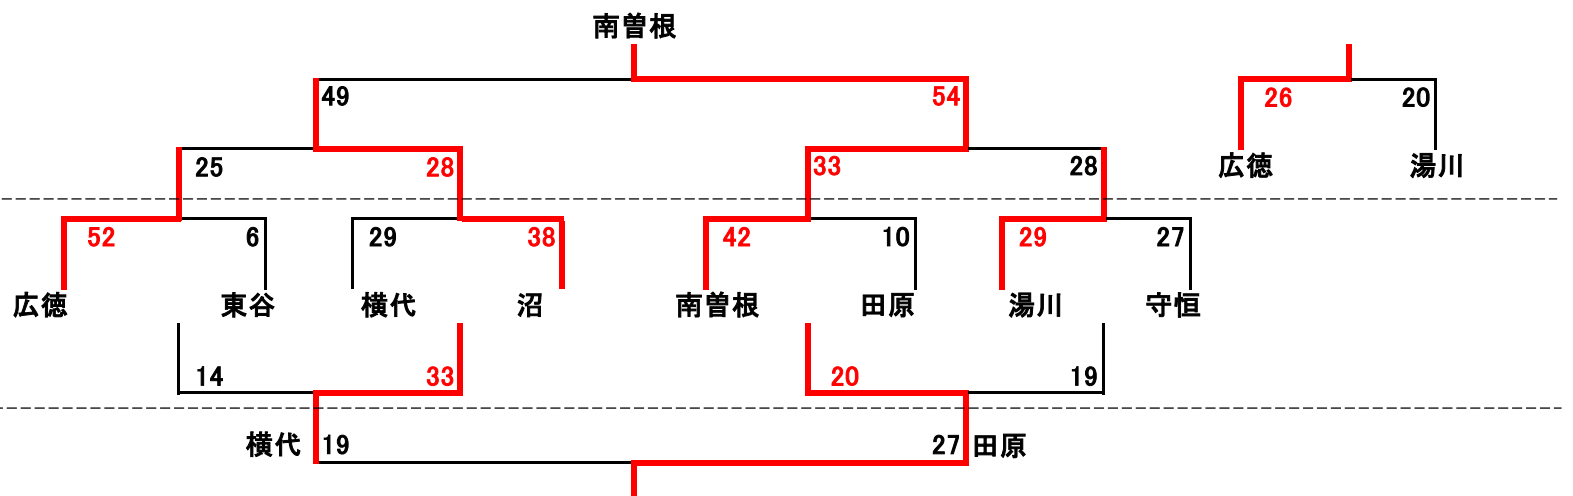 南曽根
49 54 26 20
25 28 33 28 広徳 湯川
52 6 29 38 42 10 29 27
広徳 東谷 横代 沼 南曽根 田原 湯川 守恒
14 33 20 19
横代 19 27 田原